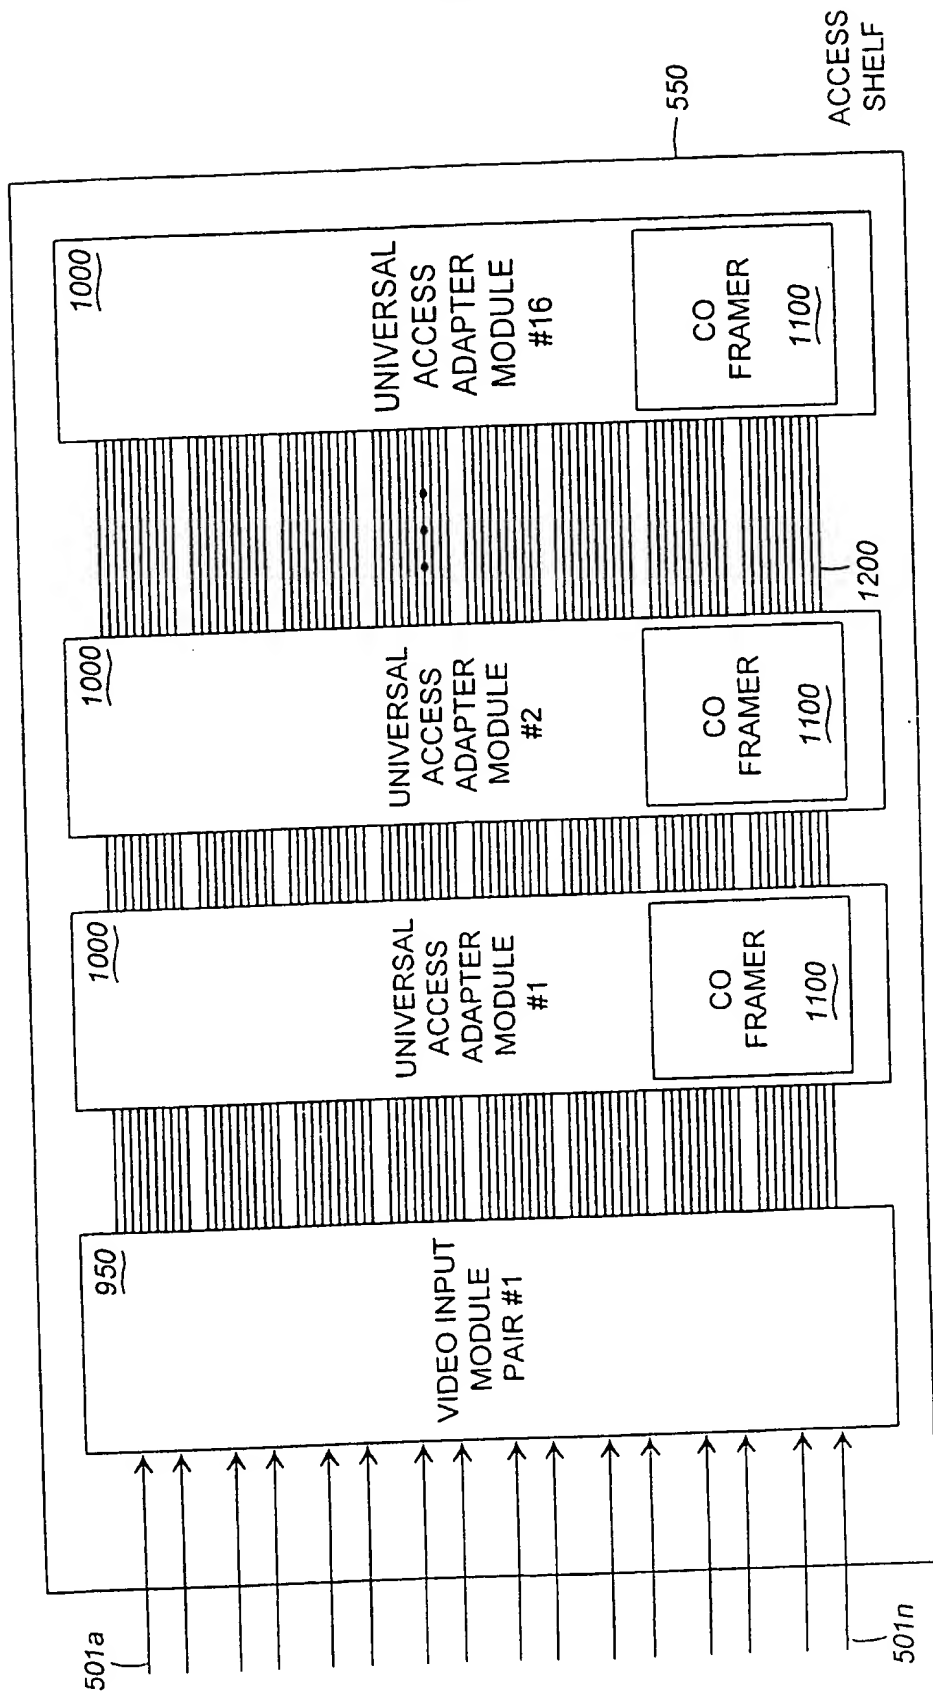 501a
501n
950
VIDEO INPUT
MODULE
PAIR #1
1000
UNIVERSAL
ACCESS
ADAPTER
MODULE
#1
CO
FRAMER
1100
1000
UNIVERSAL
ACCESS
ADAPTER
MODULE
#2
CO
FRAMER
1100
1200
1000
UNIVERSAL
ACCESS
ADAPTER
MODULE
#16
CO
FRAMER
1100
550
ACCESS
SHELF